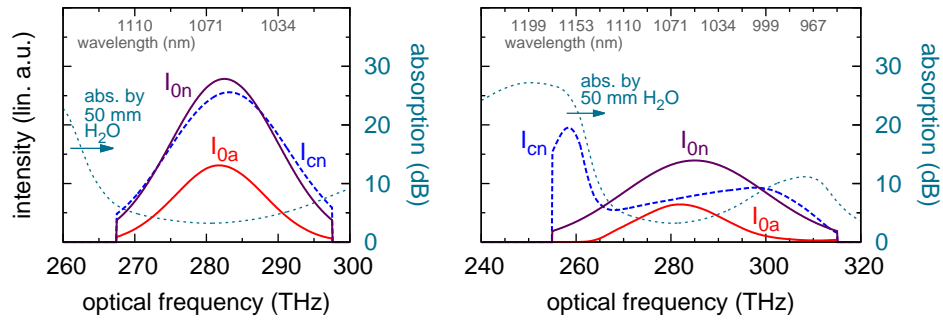 1110 1071 1034
wavelength (nm)
I0n
abs. by
50 mm
H2O
Icn
I0a
intensity (lin. a.u.)
30
20
10
0
absorption (dB)
260 270 280 290 300
optical frequency (THz)
1199 1153 1110 1071 1034 999 967
wavelength (nm)
abs. by
50 mm H2O
Icn
I0n
I0a
30
20
10
0
absorption (dB)
240 260 280 300 320
optical frequency (THz)